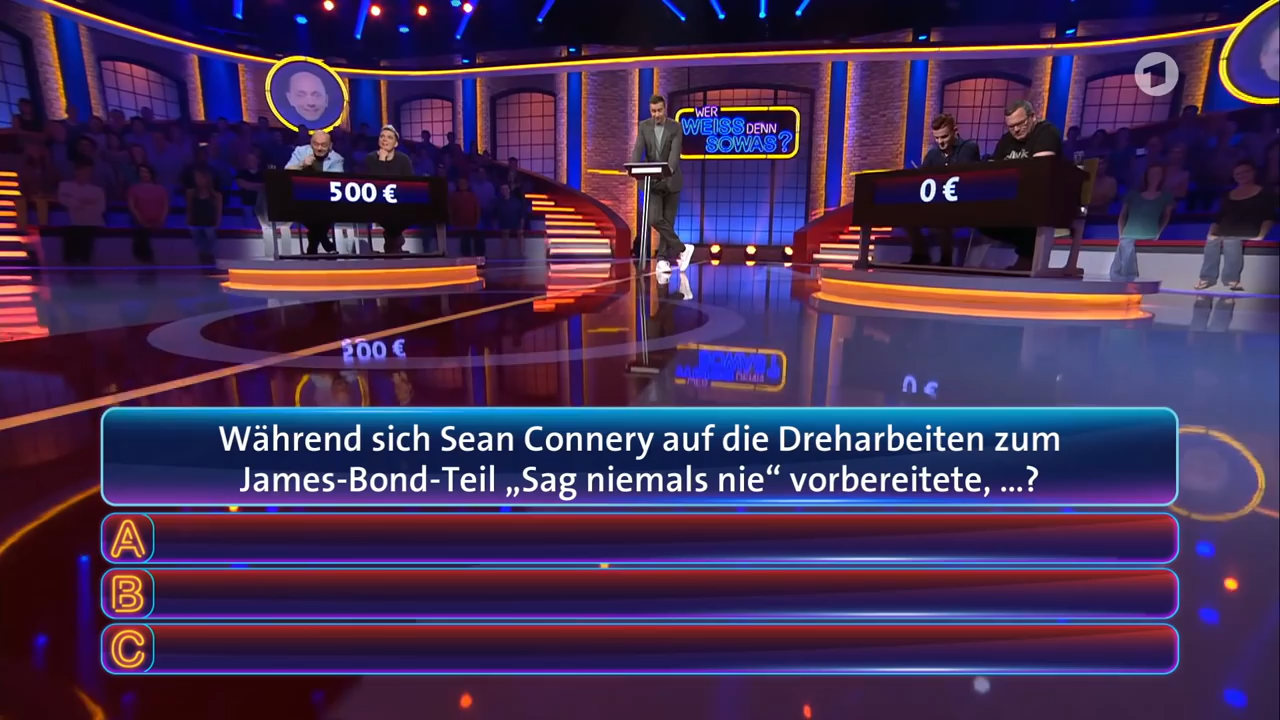 WER
WEISS DENN
SOWAS?
500 €
0 €
Während sich Sean Connery auf die Dreharbeiten zum
James-Bond-Teil „Sag niemals nie“ vorbereitete, ...?
A
B
C